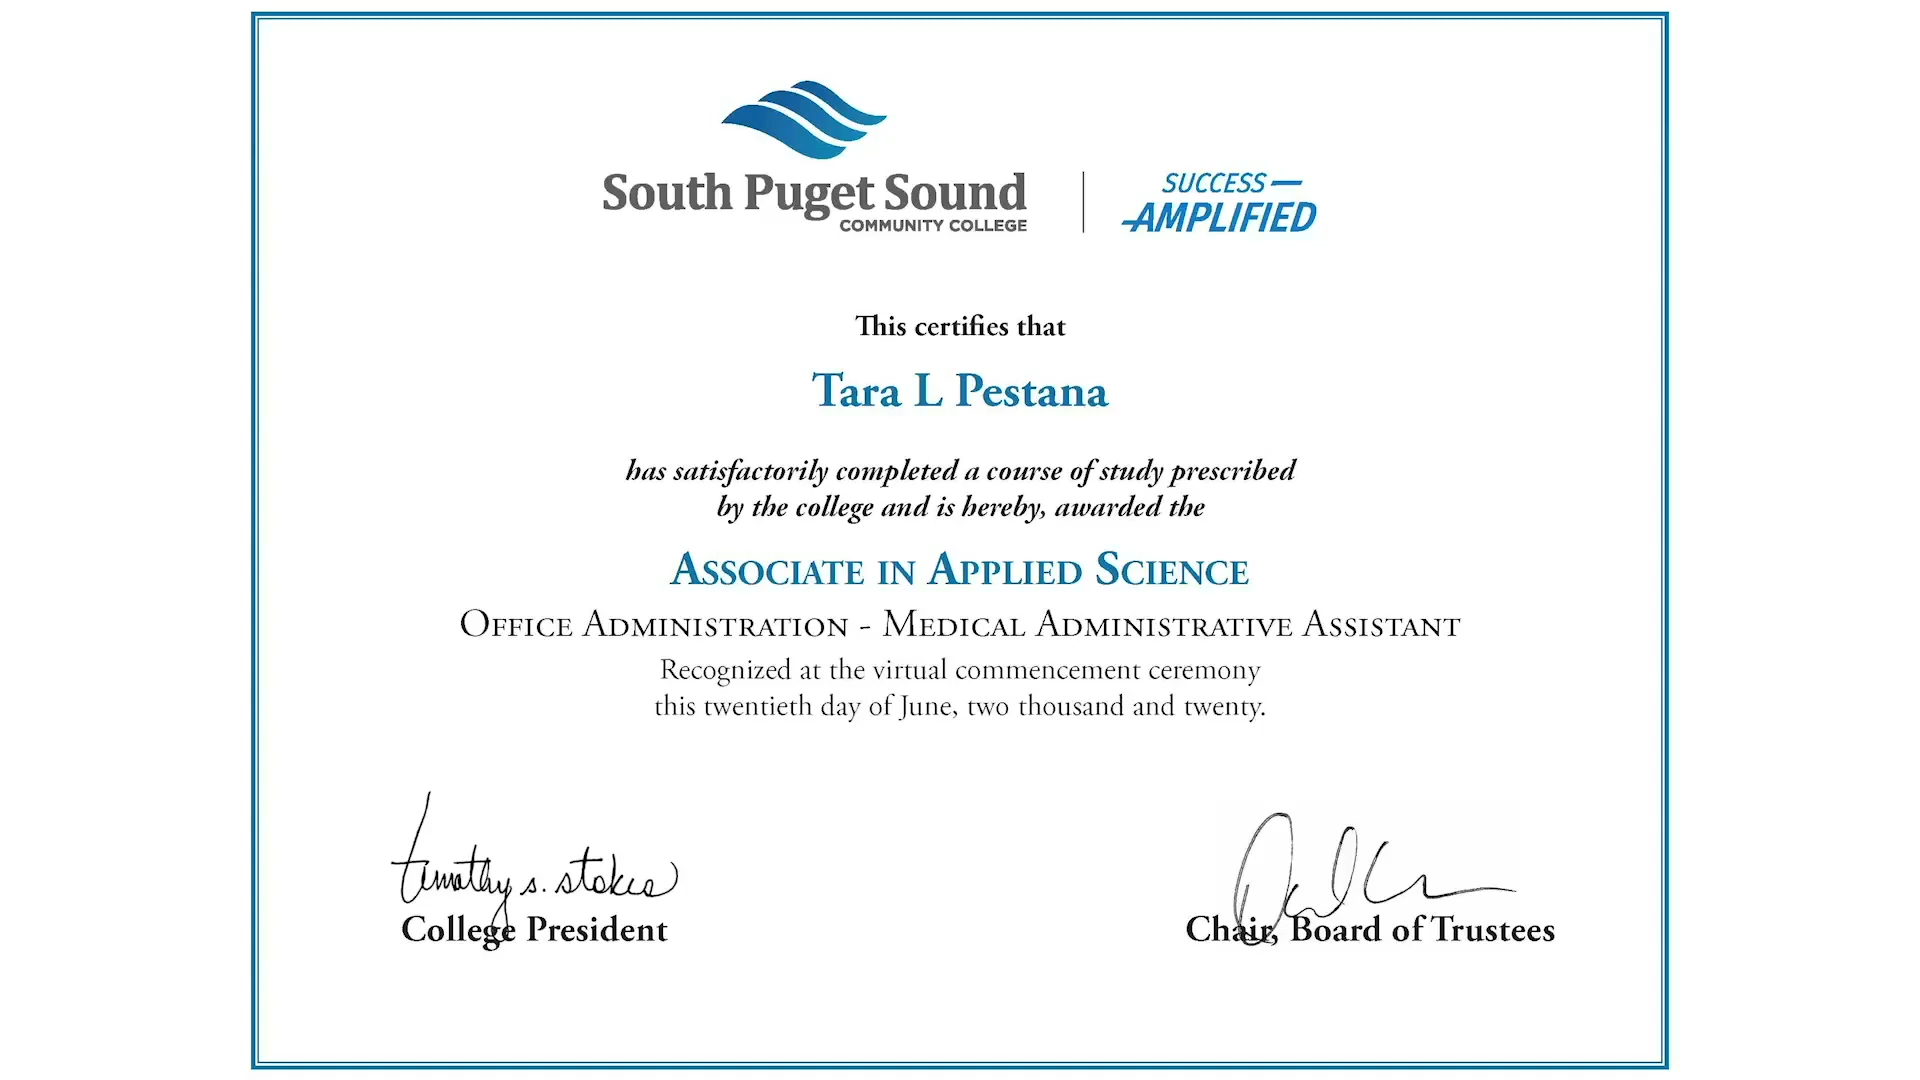 South Puget Sound
COMMUNITY COLLEGE
SUCCESS
AMPLIFIED
This certifies that
Tara L Pestana
has satisfactorily completed a course of study prescribed
by the college and is hereby, awarded the
Associate in Applied Science
Office Administration - Medical Administrative Assistant
Recognized at the virtual commencement ceremony
this twentieth day of June, two thousand and twenty.
timothy s. stokes
College President
Chair, Board of Trustees